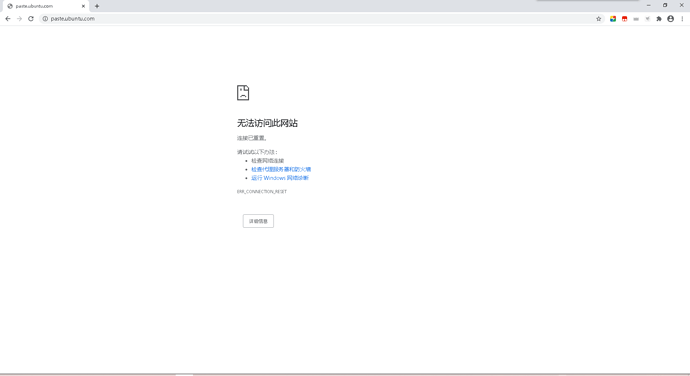 paste.ubuntu.com
paste.ubuntu.com
无法访问此网站
连接已重置。
请试试以下办法：
检查网络连接
检查代理服务器和防火墙
运行 Windows 网络诊断
ERR_CONNECTION_RESET
详细信息